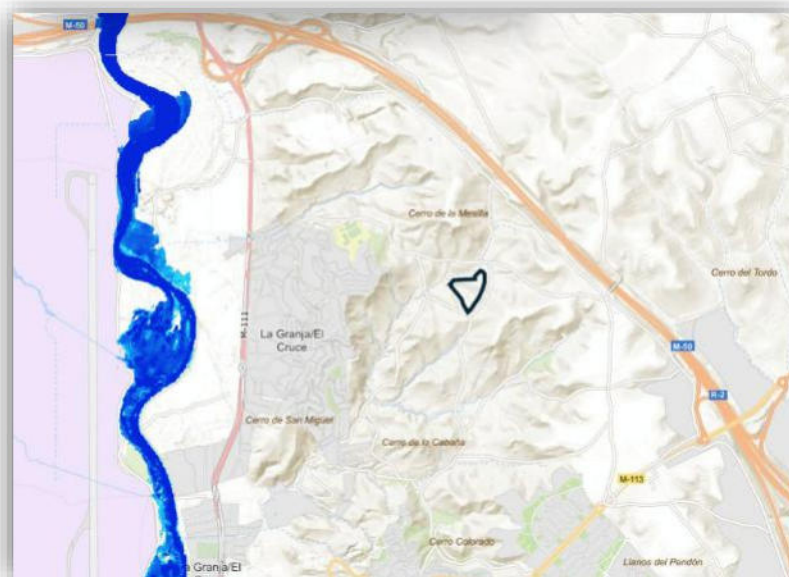 M-50
Cerro de la Mesilla
Cerro del Tordo
M-111
La Granja/El
Cruce
M-50
R-2
Cerro de San Miguel
Cerro de la Cabaña
M-113
Cerro Colorado
Llanos del Pendón
a Granja/El